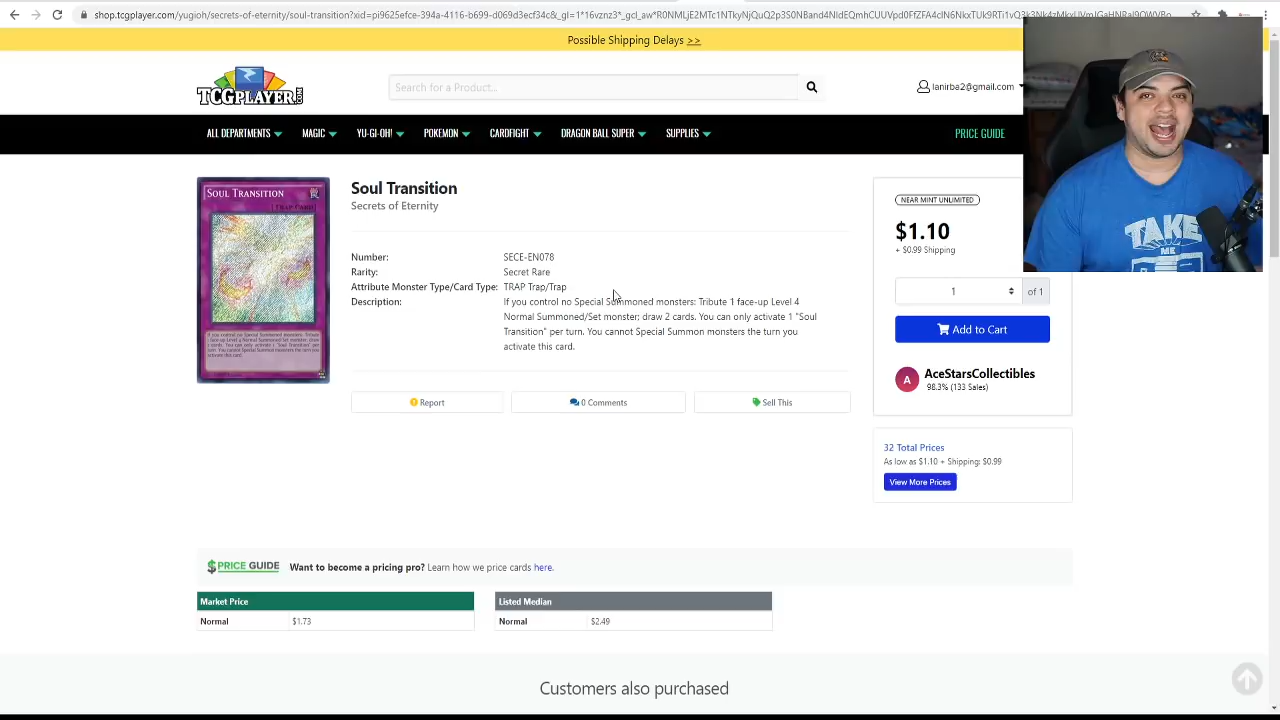 Possible Shipping Delays >>
TCGPLAYER.COM
Search for a Product...
lanirba2@gmail.com
ALL DEPARTMENTS MAGIC YU-GI-OH! POKEMON CARDFIGHT DRAGON BALL SUPER SUPPLIES PRICE GUIDE
SOUL TRANSITION
[TRAP CARD]
Soul Transition
Secrets of Eternity
Number: SECE-EN078
Rarity: Secret Rare
Attribute Monster Type/Card Type: TRAP Trap/Trap
Description: If you control no Special Summoned monsters: Tribute 1 face-up Level 4
Normal Summoned/Set monster; draw 2 cards. You can only activate 1 "Soul
Transition" per turn. You cannot Special Summon monsters the turn you
activate this card.
Report 0 Comments Sell This
NEAR MINT UNLIMITED
$1.10
+ $0.99 Shipping
1 of 1
Add to Cart
A AceStarsCollectibles
98.3% (133 Sales)
32 Total Prices
As low as $1.10 + Shipping: $0.99
View More Prices
TAKE
ME
$PRICE GUIDE Want to become a pricing pro? Learn how we price cards here.
Market Price
Normal $1.73
Listed Median
Normal $2.49
Customers also purchased